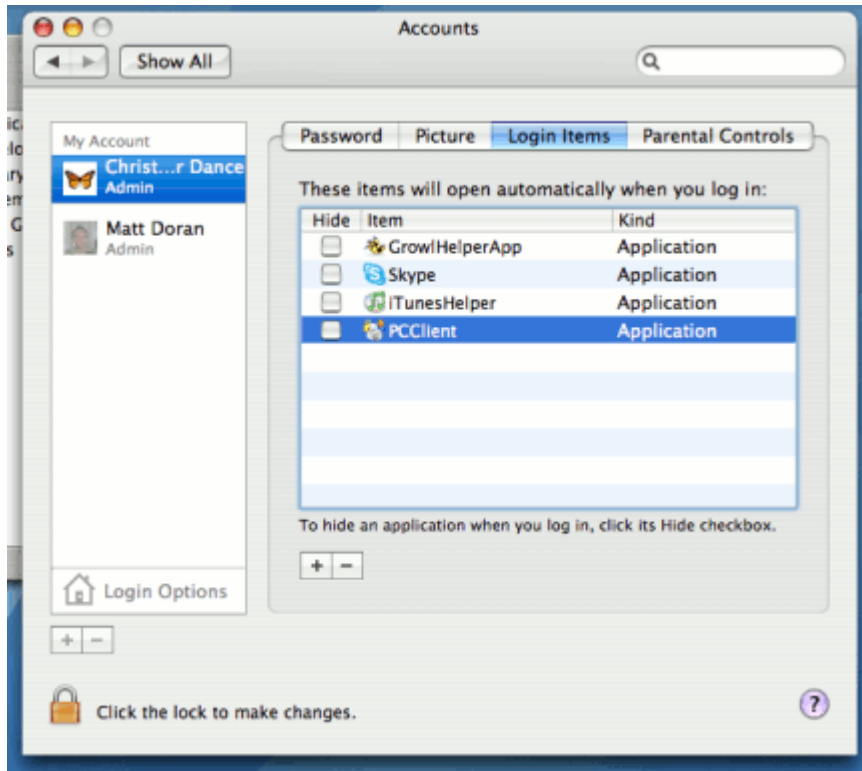 Accounts
Show All
My Account
Christ...r Dance
Admin
Matt Doran
Admin
Login Options
Password Picture Login Items Parental Controls
These items will open automatically when you log in:
Hide Item Kind
GrowlHelperApp Application
Skype Application
iTunesHelper Application
PCClient Application
To hide an application when you log in, click its Hide checkbox.
+ −
+ −
Click the lock to make changes.
?